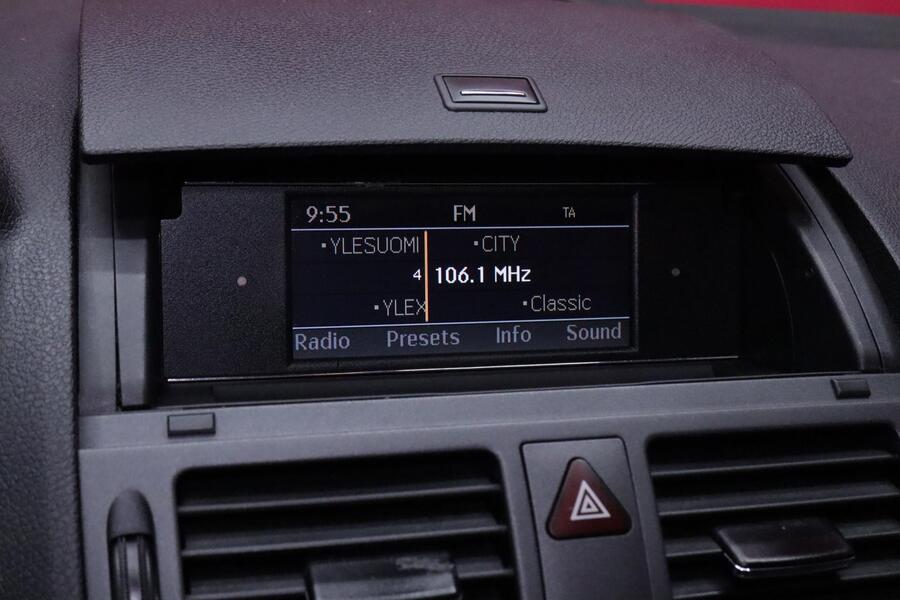 9:55 FM TA
▪YLESUOMI ▪CITY
4 106.1 MHz
▪YLEX ▪Classic
Radio Presets Info Sound